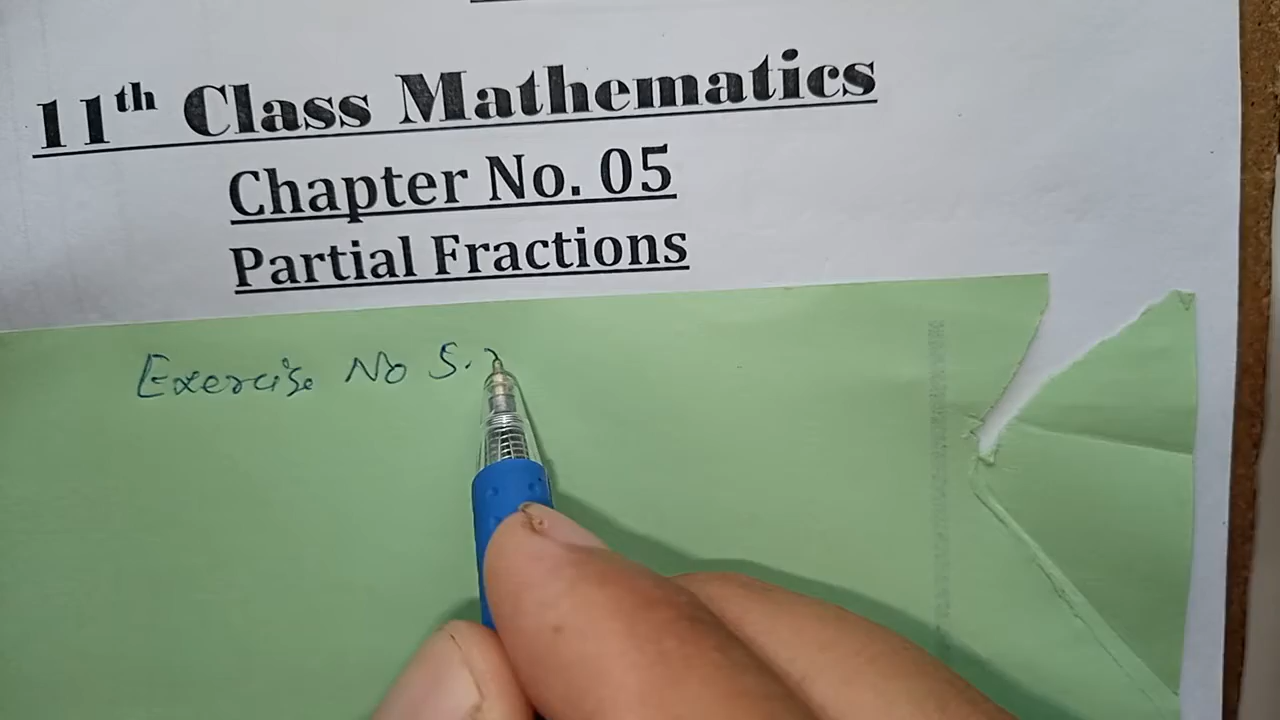 11th Class Mathematics
Chapter No. 05
Partial Fractions
Exercise No 5.